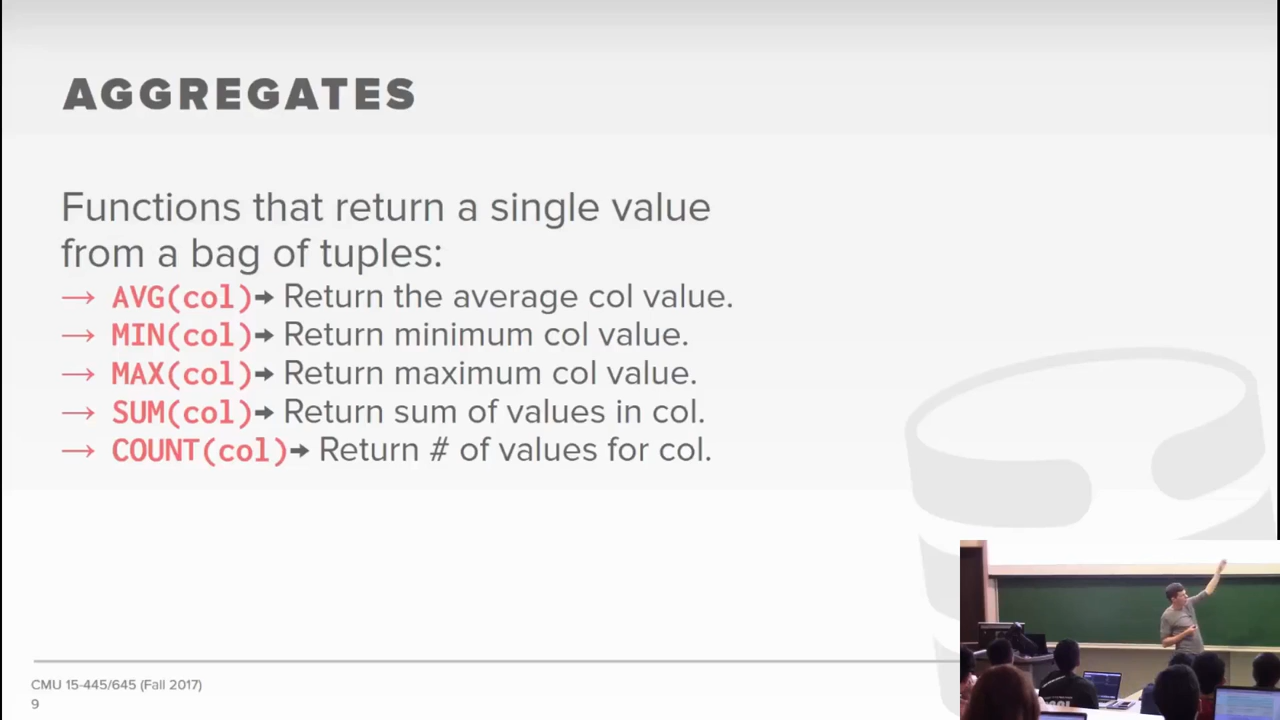 AGGREGATES
Functions that return a single value
from a bag of tuples:
→ AVG(col)→ Return the average col value.
→ MIN(col)→ Return minimum col value.
→ MAX(col)→ Return maximum col value.
→ SUM(col)→ Return sum of values in col.
→ COUNT(col)→ Return # of values for col.
CMU 15-445/645 (Fall 2017)
9